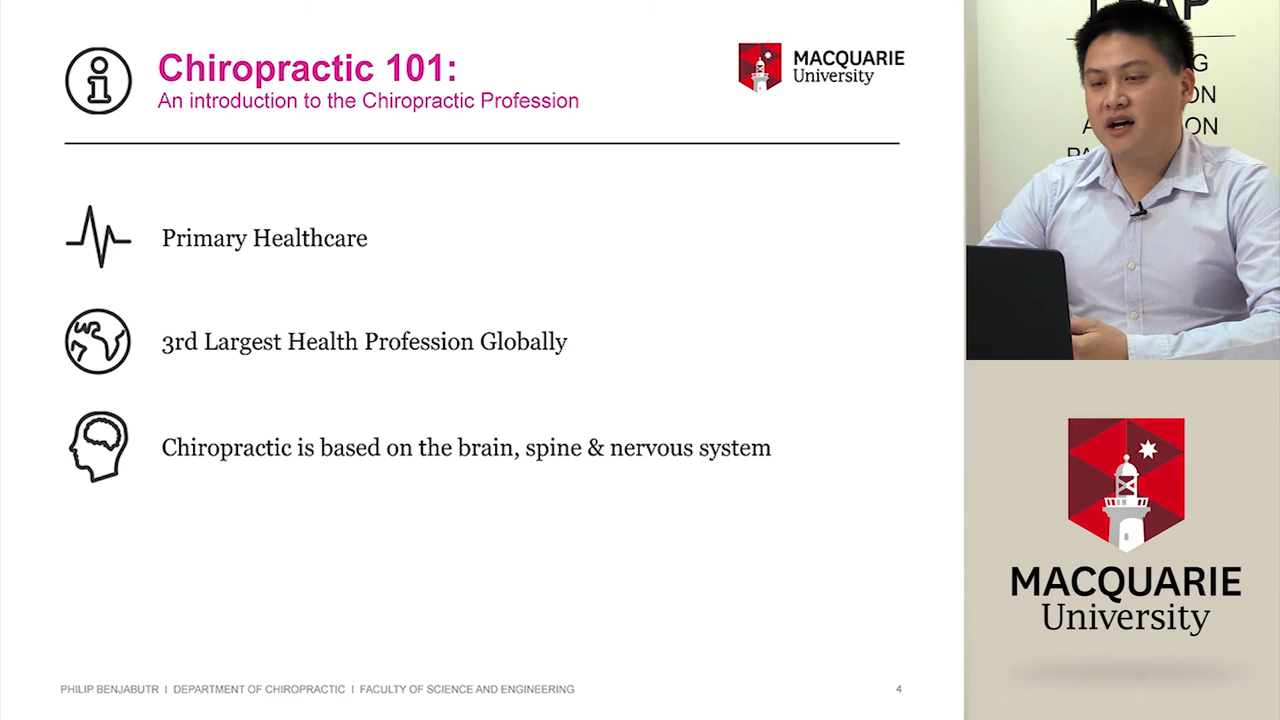 Chiropractic 101:
An introduction to the Chiropractic Profession
MACQUARIE
University
Primary Healthcare
3rd Largest Health Profession Globally
Chiropractic is based on the brain, spine & nervous system
PHILIP BENJABUTR I DEPARTMENT OF CHIROPRACTIC I FACULTY OF SCIENCE AND ENGINEERING
4
MACQUARIE
University